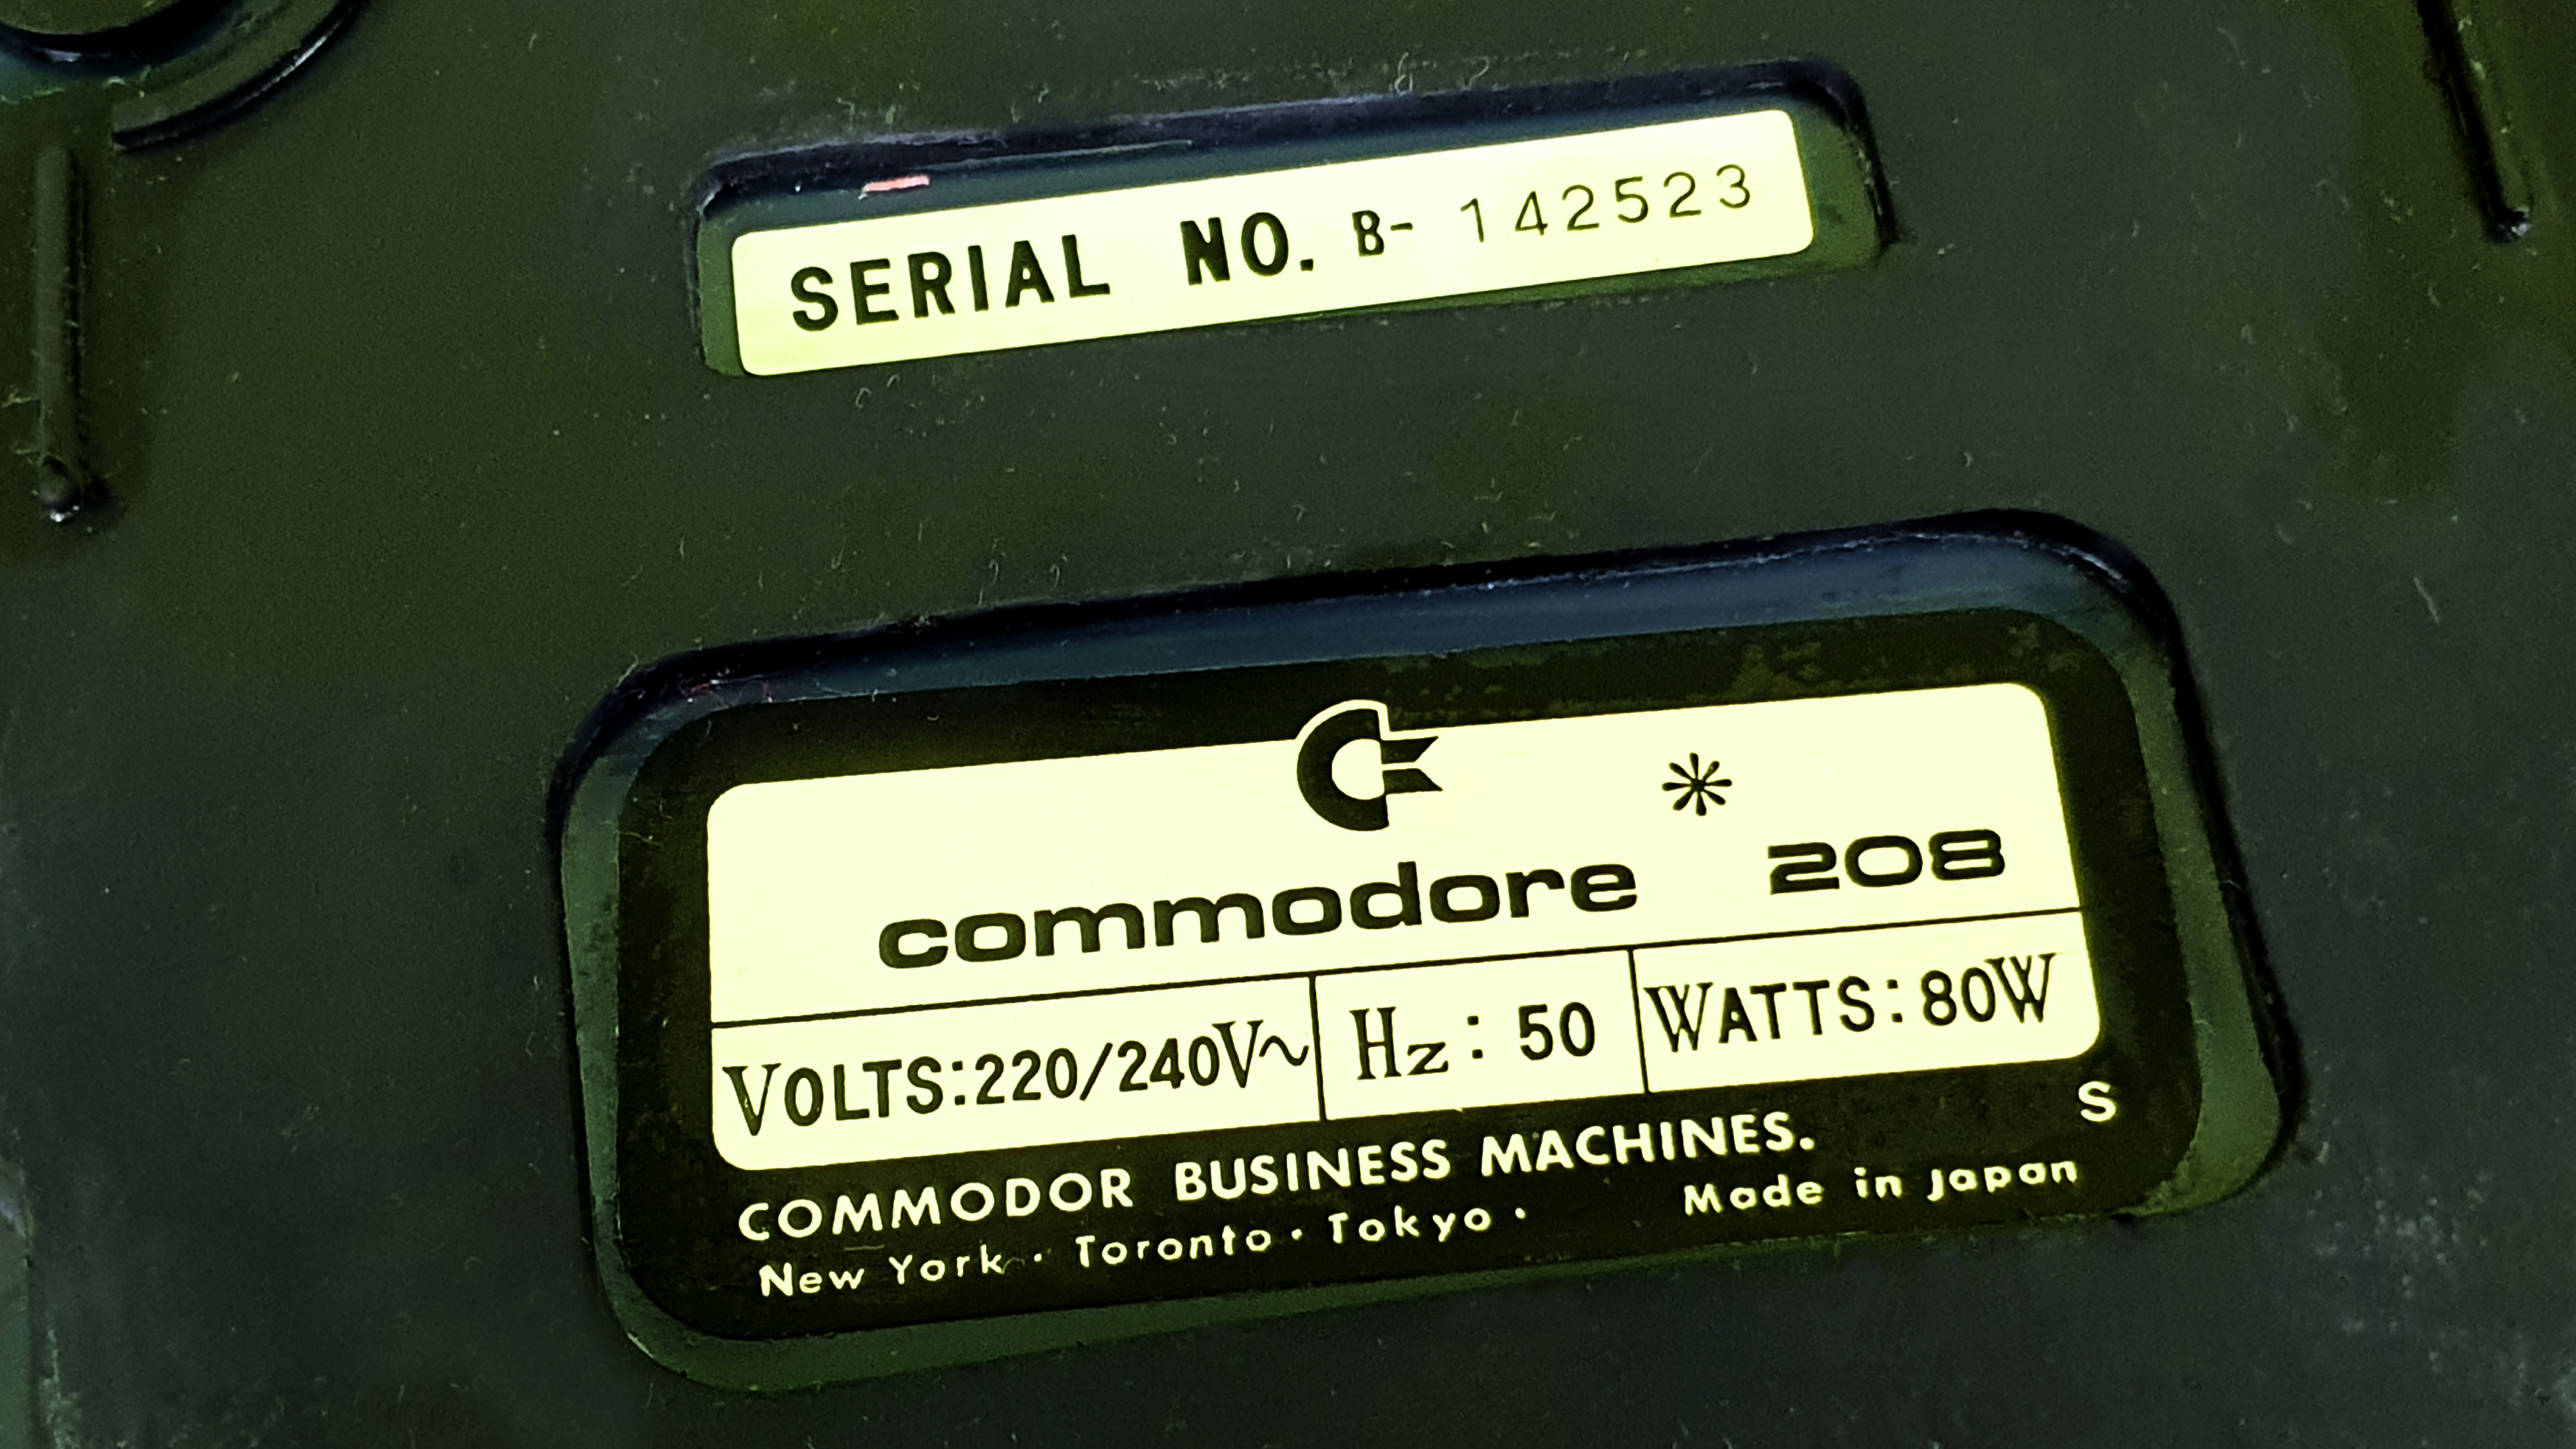 SERIAL NO. B- 142523
*
commodore 208
VOLTS:220/240V~ Hz: 50 WATTS: 80W
S
COMMODOR BUSINESS MACHINES.
New York · Toronto · Tokyo · Made in Japan